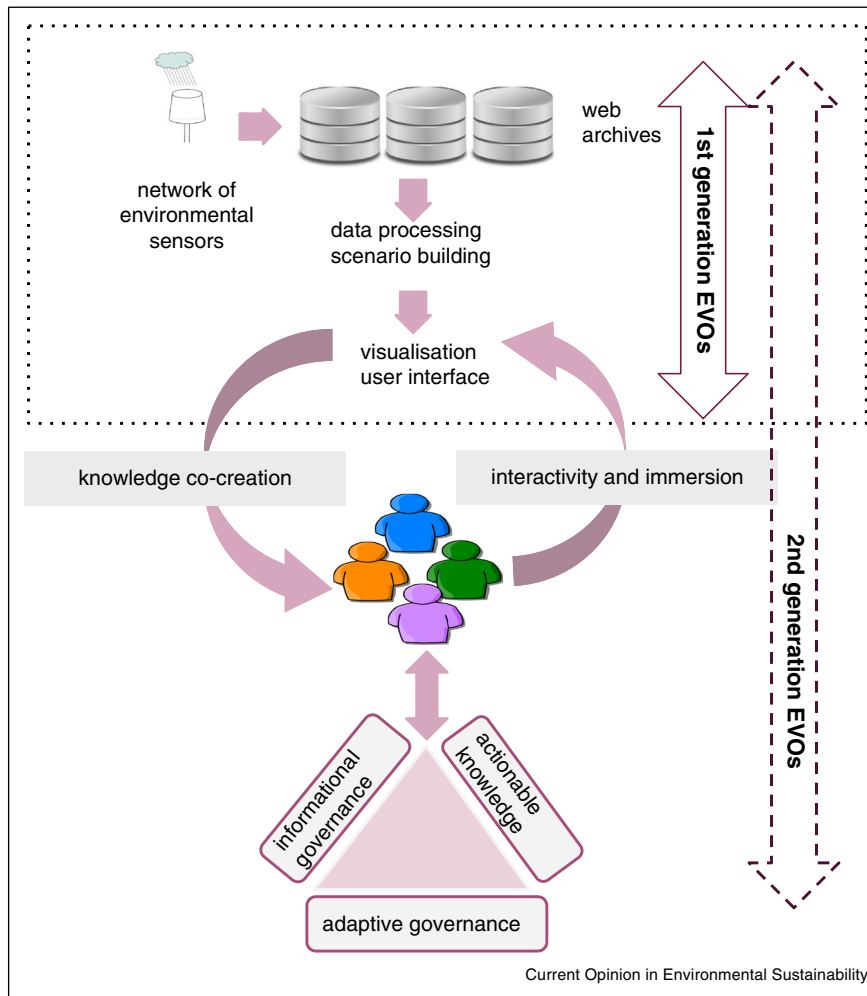 web
archives
network of
environmental
sensors
data processing
scenario building
visualisation
user interface
1st generation EVOs
knowledge co-creation
interactivity and immersion
2nd generation EVOs
informational
governance
actionable
knowledge
adaptive governance
Current Opinion in Environmental Sustainability